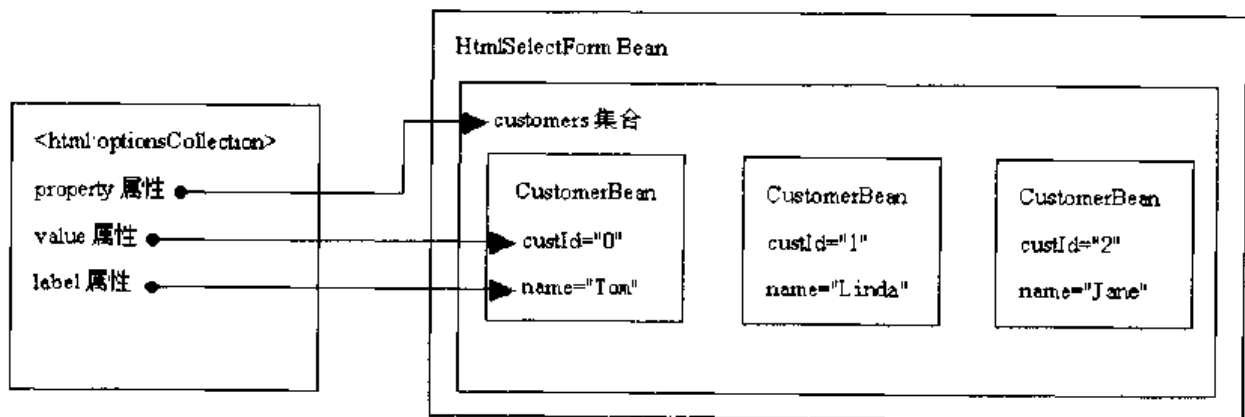 HtmlSelectForm Bean
<html:optionsCollection>
property 属性
value 属性
label 属性
customers 集合
CustomerBean
custId="0"
name="Tom"
CustomerBean
custId="1"
name="Linda"
CustomerBean
custId="2"
name="Jane"